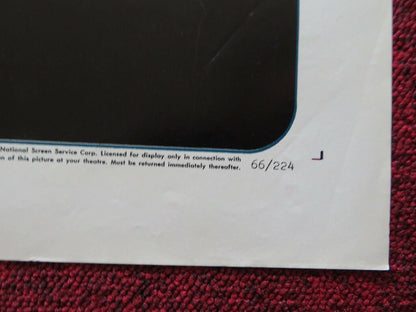 National Screen Service Corp. Licensed for display only in connection with
n of this picture at your theatre. Must be returned immediately thereafter. 66/224